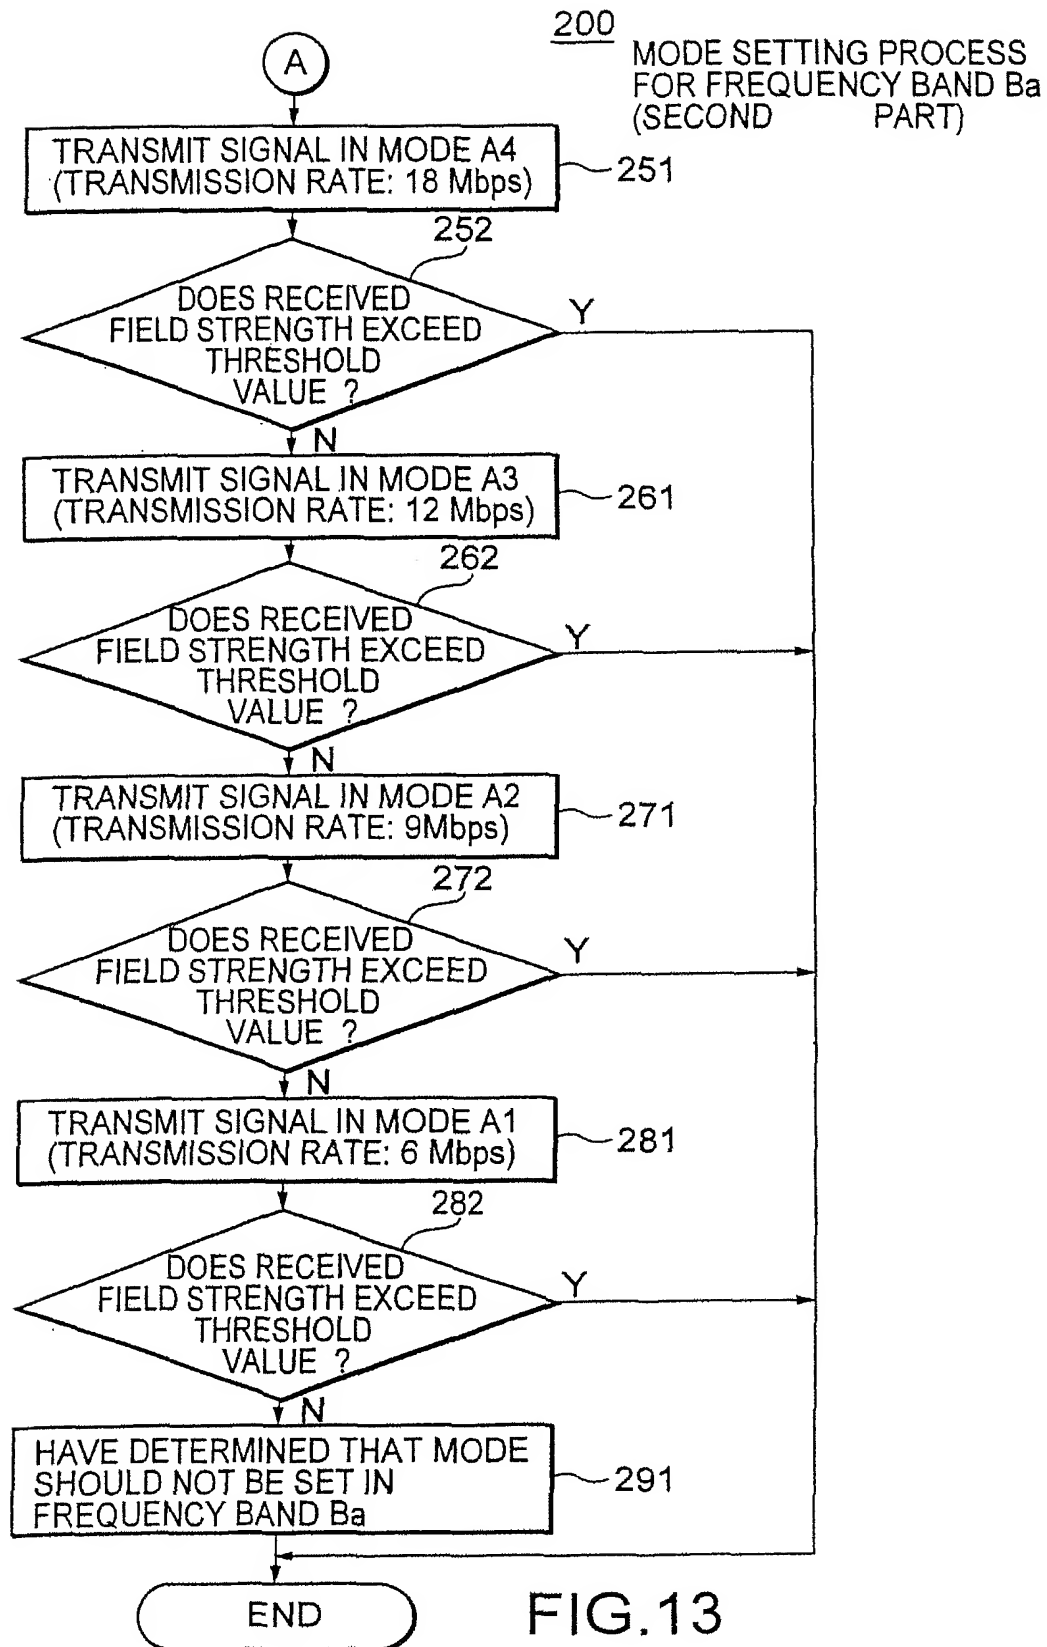 200
MODE SETTING PROCESS
FOR FREQUENCY BAND Ba
(SECOND PART)
A
TRANSMIT SIGNAL IN MODE A4
(TRANSMISSION RATE: 18 Mbps)
251
252
DOES RECEIVED
FIELD STRENGTH EXCEED
THRESHOLD
VALUE ?
Y
N
TRANSMIT SIGNAL IN MODE A3
(TRANSMISSION RATE: 12 Mbps)
261
262
DOES RECEIVED
FIELD STRENGTH EXCEED
THRESHOLD
VALUE ?
Y
N
TRANSMIT SIGNAL IN MODE A2
(TRANSMISSION RATE: 9Mbps)
271
272
DOES RECEIVED
FIELD STRENGTH EXCEED
THRESHOLD
VALUE ?
Y
N
TRANSMIT SIGNAL IN MODE A1
(TRANSMISSION RATE: 6 Mbps)
281
282
DOES RECEIVED
FIELD STRENGTH EXCEED
THRESHOLD
VALUE ?
Y
N
HAVE DETERMINED THAT MODE
SHOULD NOT BE SET IN
FREQUENCY BAND Ba
291
END
FIG.13